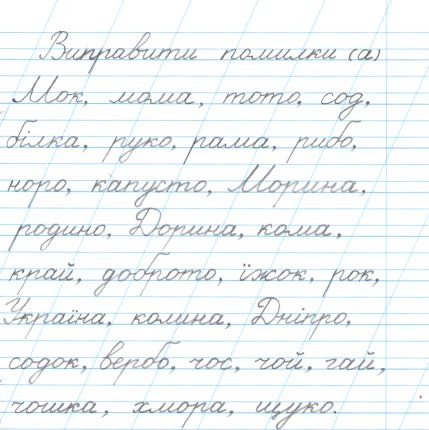 Виправити помилки (а)
Мок, мома, тото, сод,
білка, руко, рама, рибо,
норо, капусто, Морина,
родино, Дорина, кома,
край, доброто, їжок, рок,
Україна, колина, Дніпро,
содок, вербо, чос, чой, гай,
чошка, хмора, щуко.